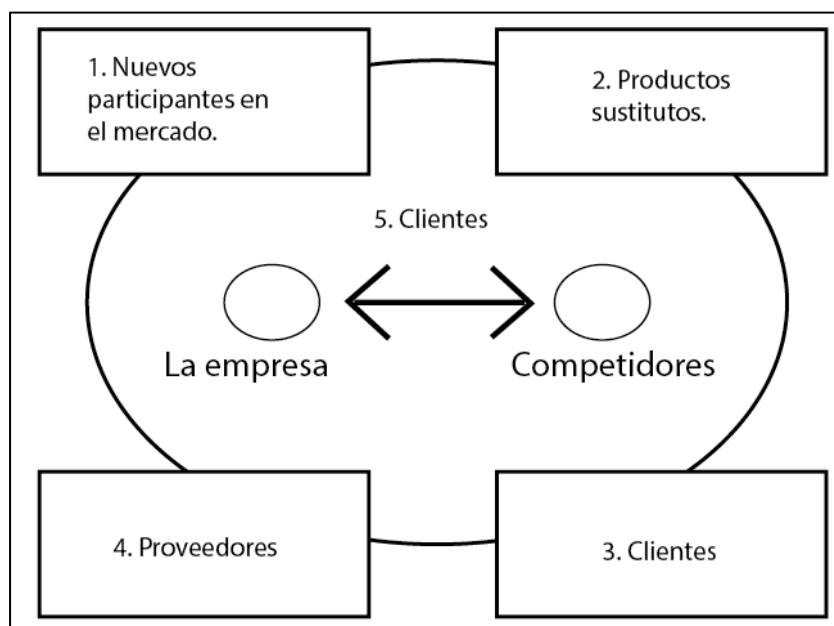 1. Nuevos
participantes en
el mercado.
2. Productos
sustitutos.
5. Clientes
La empresa
Competidores
4. Proveedores
3. Clientes